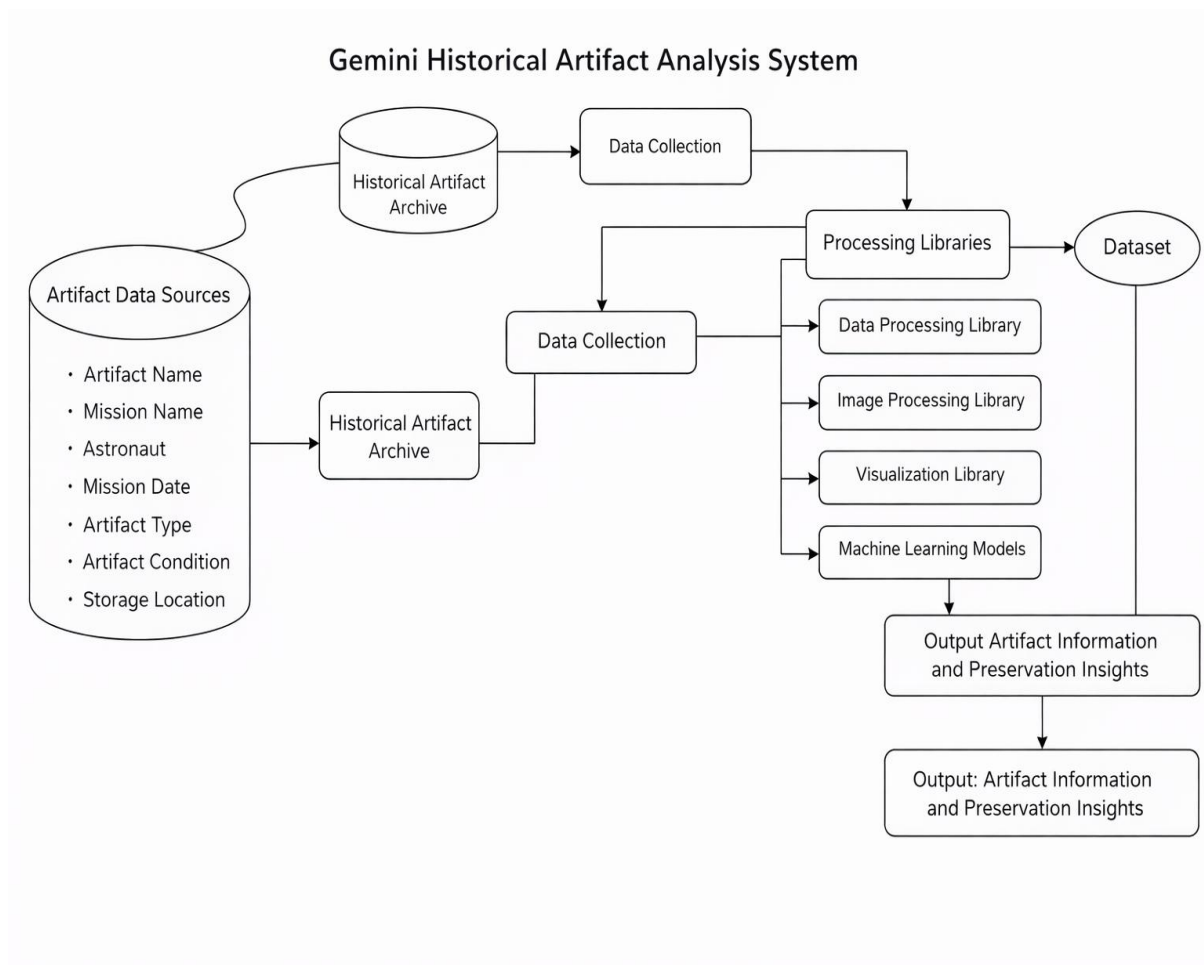 Gemini Historical Artifact Analysis System
Historical Artifact
Archive
Data Collection
Processing Libraries
Dataset
Artifact Data Sources
· Artifact Name
· Mission Name
· Astronaut
· Mission Date
· Artifact Type
· Artifact Condition
· Storage Location
Historical Artifact
Archive
Data Collection
Data Processing Library
Image Processing Library
Visualization Library
Machine Learning Models
Output Artifact Information
and Preservation Insights
Output: Artifact Information
and Preservation Insights